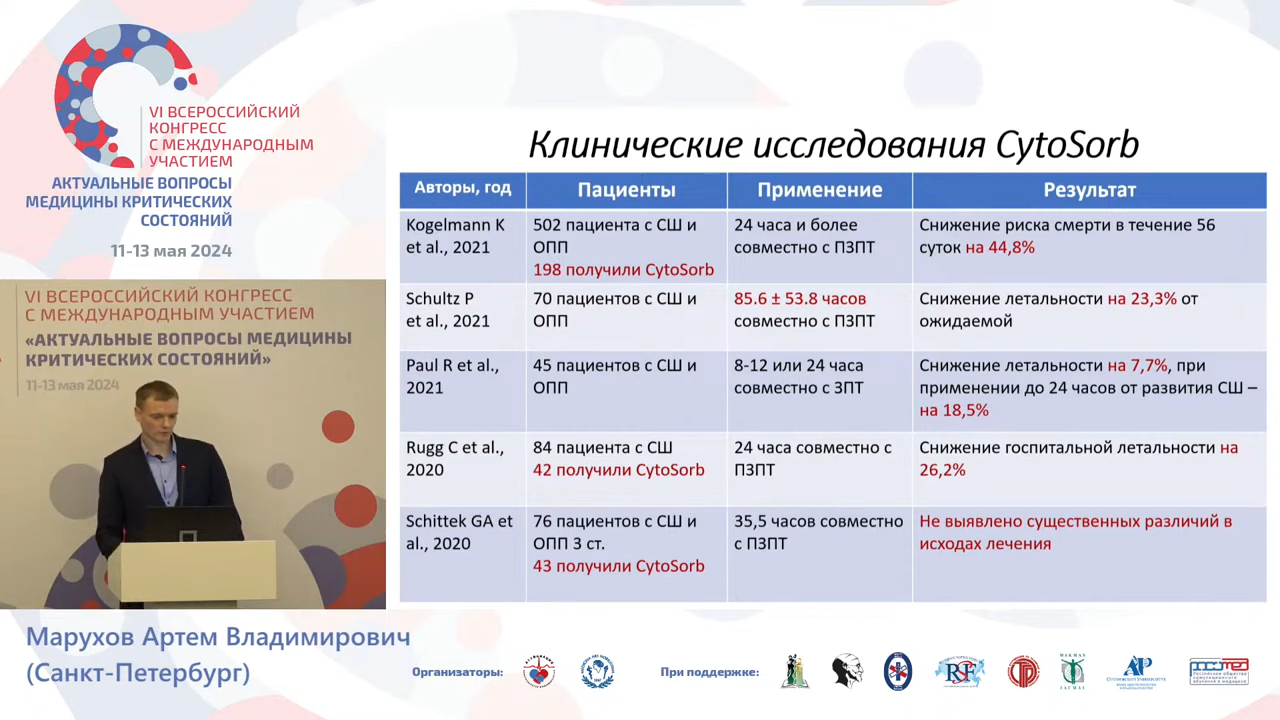 VI ВСЕРОССИЙСКИЙ
КОНГРЕСС
С МЕЖДУНАРОДНЫМ
УЧАСТИЕМ
АКТУАЛЬНЫЕ ВОПРОСЫ
МЕДИЦИНЫ КРИТИЧЕСКИХ
СОСТОЯНИЙ
11-13 мая 2024
VI ВСЕРОССИЙСКИЙ КОНГРЕСС
С МЕЖДУНАРОДНЫМ УЧАСТИЕМ
«АКТУАЛЬНЫЕ ВОПРОСЫ МЕДИЦИНЫ
КРИТИЧЕСКИХ СОСТОЯНИЙ»
11-13 мая 2024
Клинические исследования CytoSorb
Авторы, год
Пациенты
Применение
Результат
Kogelmann K
et al., 2021
502 пациента с СШ и
ОПП
198 получили CytoSorb
24 часа и более
совместно с ПЗПТ
Снижение риска смерти в течение 56
суток на 44,8%
Schultz P
et al., 2021
70 пациентов с СШ и
ОПП
85.6 ± 53.8 часов
совместно с ПЗПТ
Снижение летальности на 23,3% от
ожидаемой
Paul R et al.,
2021
45 пациентов с СШ и
ОПП
8-12 или 24 часа
совместно с ЗПТ
Снижение летальности на 7,7%, при
применении до 24 часов от развития СШ –
на 18,5%
Rugg C et al.,
2020
84 пациента с СШ
42 получили CytoSorb
24 часа совместно с
ПЗПТ
Снижение госпитальной летальности на
26,2%
Schittek GA et
al., 2020
76 пациентов с СШ и
ОПП 3 ст.
43 получили CytoSorb
35,5 часов совместно
с ПЗПТ
Не выявлено существенных различий в
исходах лечения
Марухов Артем Владимирович
(Санкт-Петербург)
Организаторы:
При поддержке: